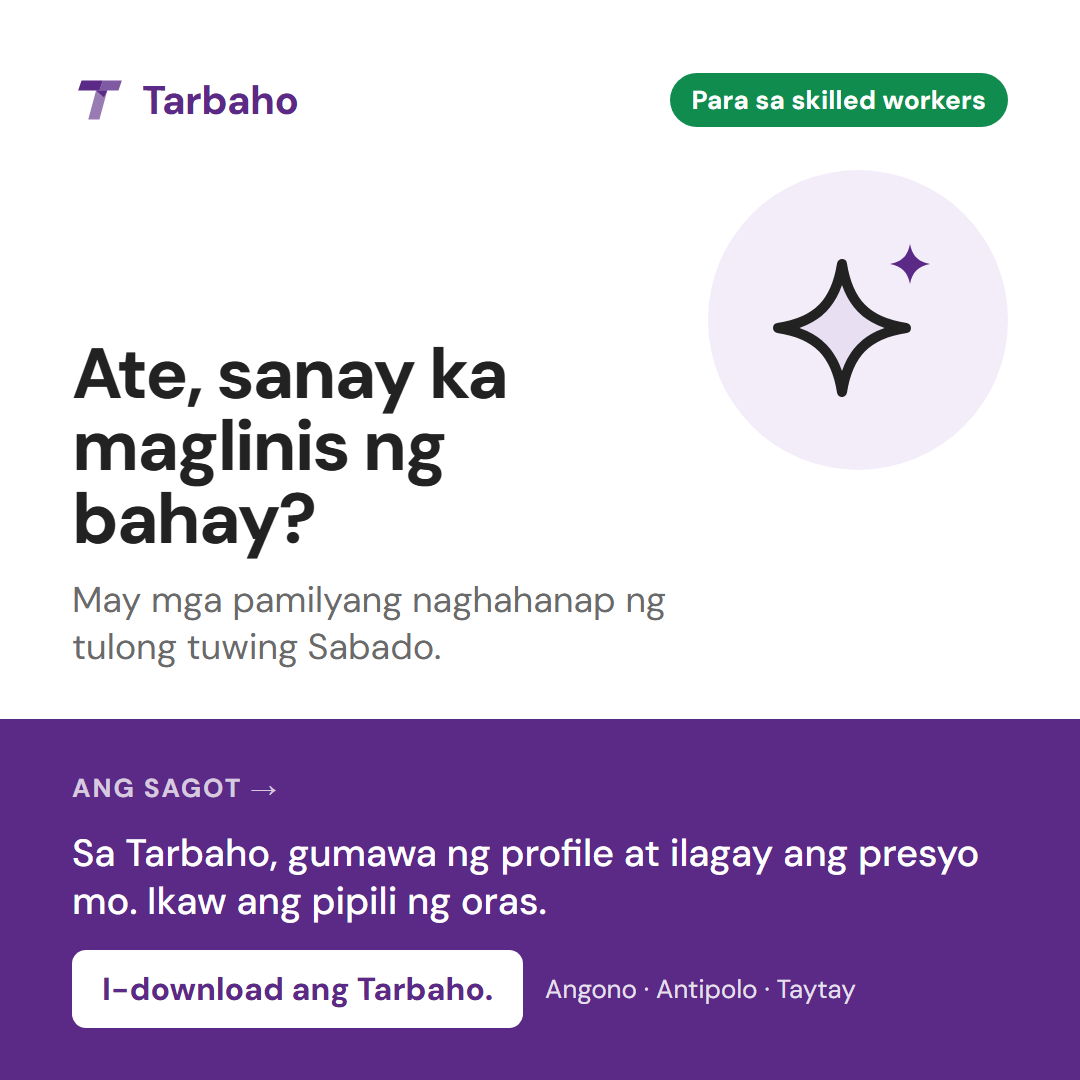 Tarbaho
Para sa skilled workers
Ate, sanay ka
maglinis ng
bahay?
May mga pamilyang naghahanap ng
tulong tuwing Sabado.
ANG SAGOT →
Sa Tarbaho, gumawa ng profile at ilagay ang presyo
mo. Ikaw ang pipili ng oras.
I-download ang Tarbaho.
Angono · Antipolo · Taytay